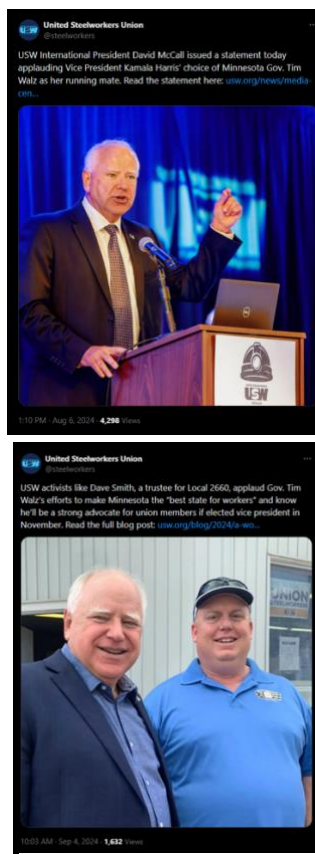 United Steelworkers Union
@steelworkers
USW International President David McCall issued a statement today
applauding Vice President Kamala Harris' choice of Minnesota Gov. Tim
Walz as her running mate. Read the statement here: usw.org/news/media-
cen...
USW
1:10 PM · Aug 6, 2024 · 4,298 Views
United Steelworkers Union
@steelworkers
USW activists like Dave Smith, a trustee for Local 2660, applaud Gov. Tim
Walz's efforts to make Minnesota the "best state for workers" and know
he'll be a strong advocate for union members if elected vice president in
November. Read the full blog post: usw.org/blog/2024/a-wo...
UNION
STEELWORKERS
10:03 AM · Sep 4, 2024 · 1,632 Views